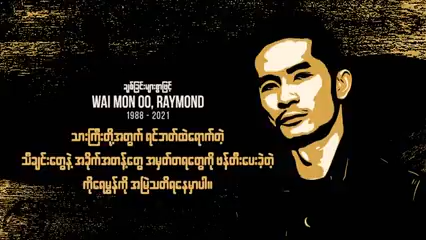 ချစ်ခြင်းများစွာဖြင့်
WAI MON OO, RAYMOND
1988 - 2021
သားကြီးတို့အတွက် ရင်ဘတ်ထဲရောက်တဲ့
သီချင်းတွေနဲ့ အခိုက်အတန့်တွေ အမှတ်တရတွေကို ဖန်တီးပေးခဲ့တဲ့
ကိုရေမွန်ကို အမြဲသတိရနေမှာပါ။